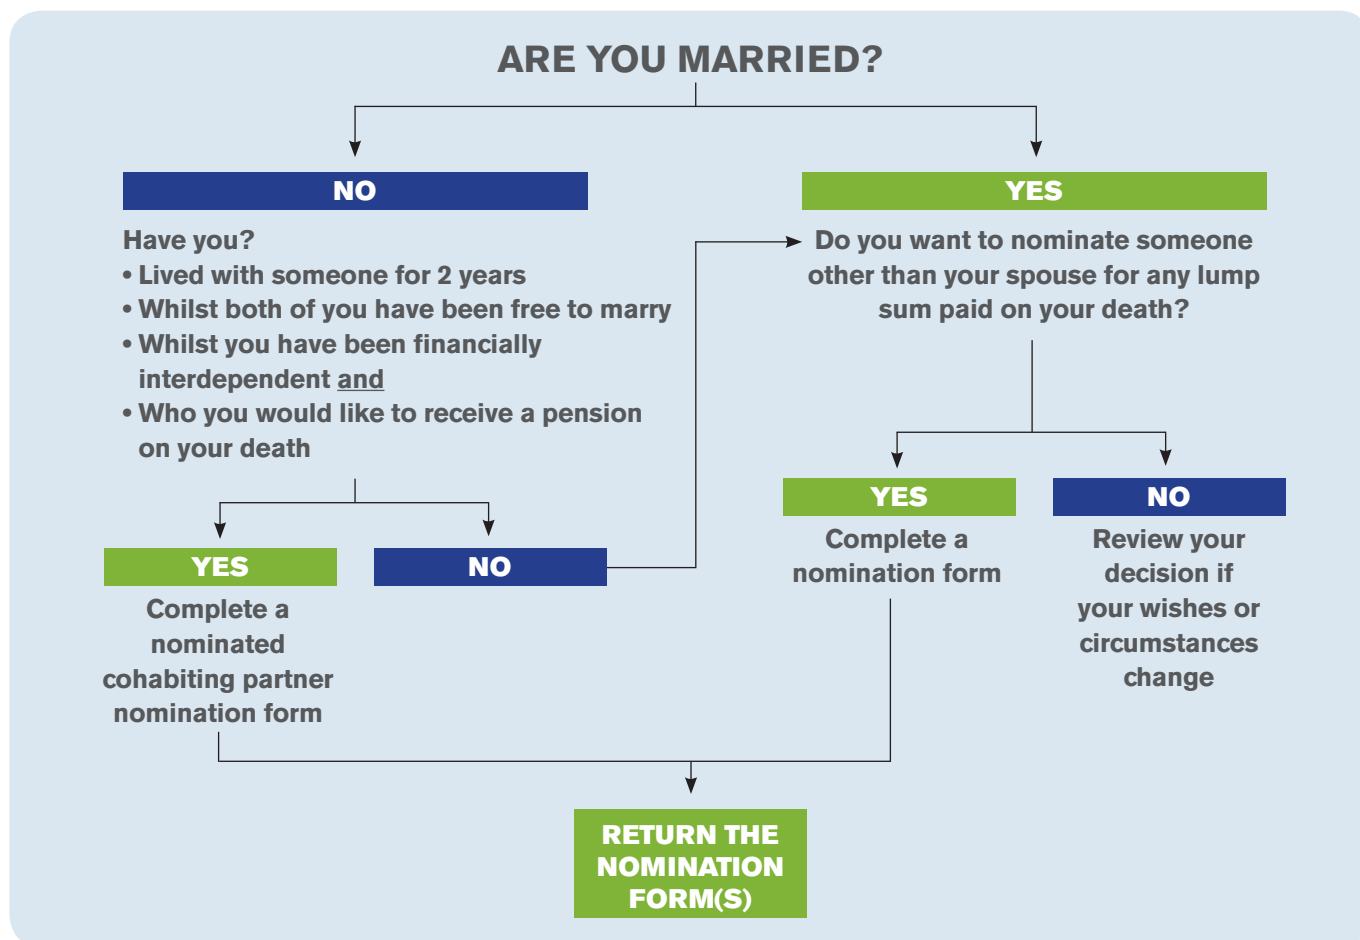 ARE YOU MARRIED?
NO
Have you?
• Lived with someone for 2 years
• Whilst both of you have been free to marry
• Whilst you have been financially
interdependent and
• Who you would like to receive a pension
on your death
YES
Do you want to nominate someone
other than your spouse for any lump
sum paid on your death?
YES
Complete a
nominated
cohabiting partner
nomination form
NO
YES
Complete a
nomination form
NO
Review your
decision if
your wishes or
circumstances
change
RETURN THE
NOMINATION
FORM(S)